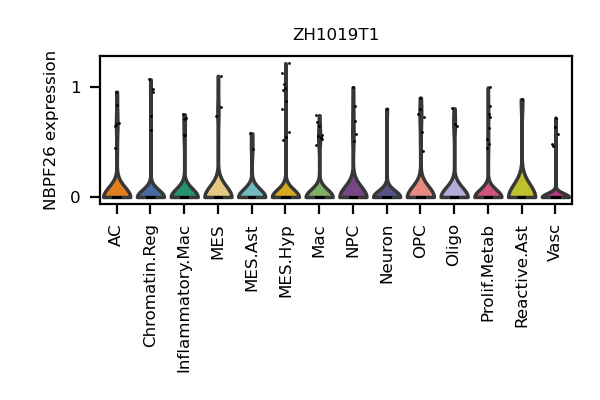 ZH1019T1
NBPF26 expression
1
0
AC
Chromatin.Reg
Inflammatory.Mac
MES
MES.Ast
MES.Hyp
Mac
NPC
Neuron
OPC
Oligo
Prolif.Metab
Reactive.Ast
Vasc